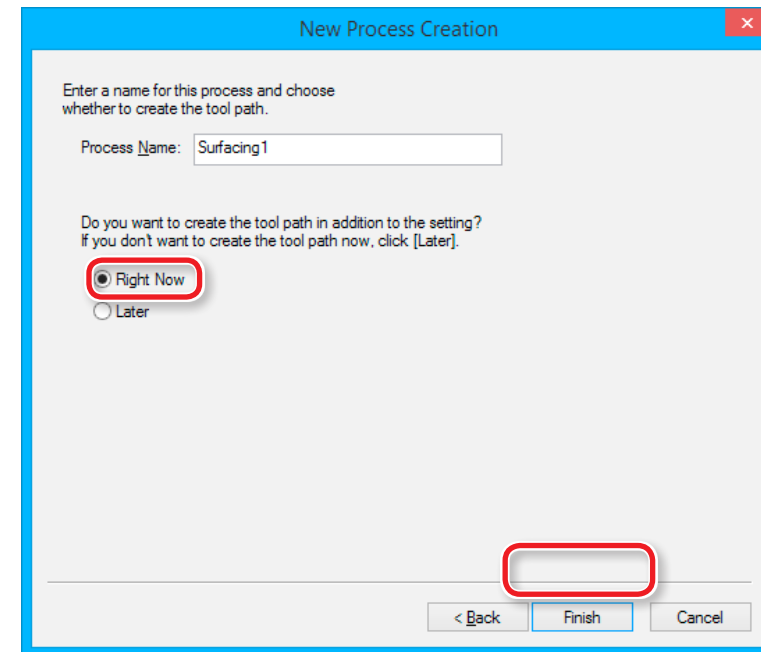 New Process Creation
Enter a name for this process and choose
whether to create the tool path.
Process Name: Surfacing1
Do you want to create the tool path in addition to the setting?
If you don't want to create the tool path now, click [Later].
Right Now
Later
< Back Finish Cancel